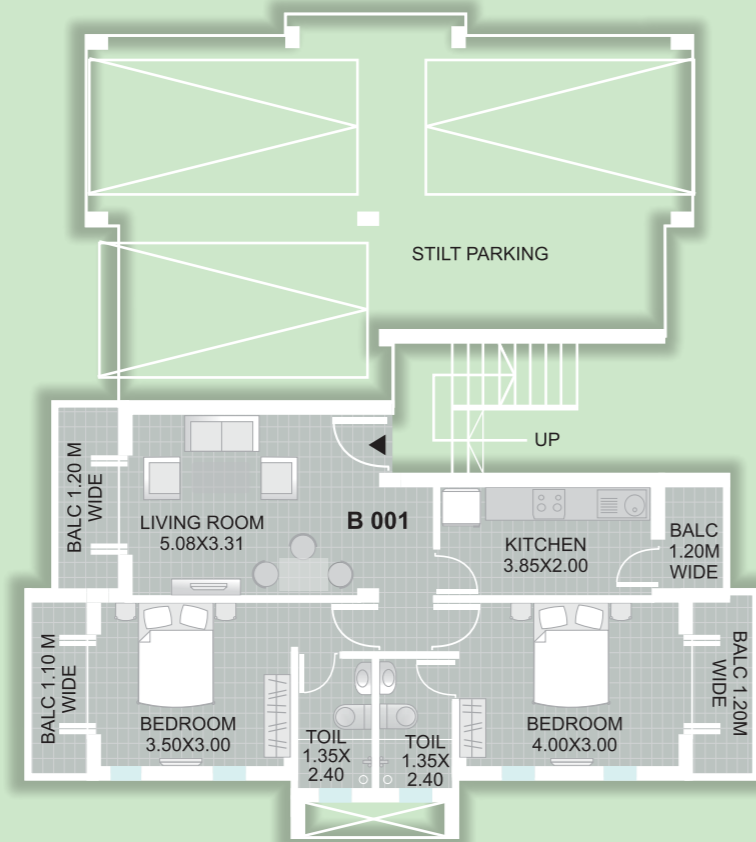 STILT PARKING
UP
BALC 1.20 M
WIDE
LIVING ROOM
5.08X3.31
B 001
KITCHEN
3.85X2.00
BALC
1.20M
WIDE
BALC 1.10 M
WIDE
BEDROOM
3.50X3.00
TOIL
1.35X
2.40
TOIL
1.35X
2.40
BEDROOM
4.00X3.00
BALC 1.20M
WIDE